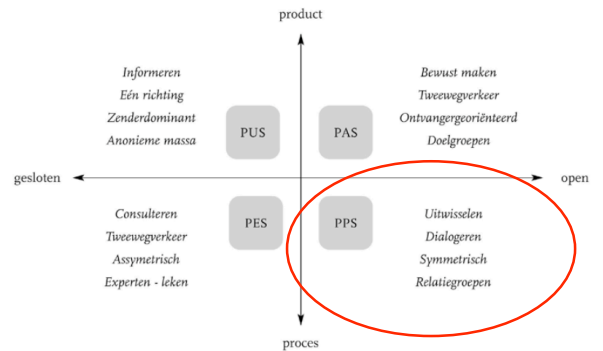 product
Informeren
Eén richting
Zenderdominant
Anonieme massa
PUS
PAS
Bewust maken
Tweewegverkeer
Ontvangergeoriënteerd
Doelgroepen
gesloten
open
Consulteren
Tweewegverkeer
Assymetrisch
Experten - leken
PES
PPS
Uitwisselen
Dialogeren
Symmetrisch
Relatiegroepen
proces